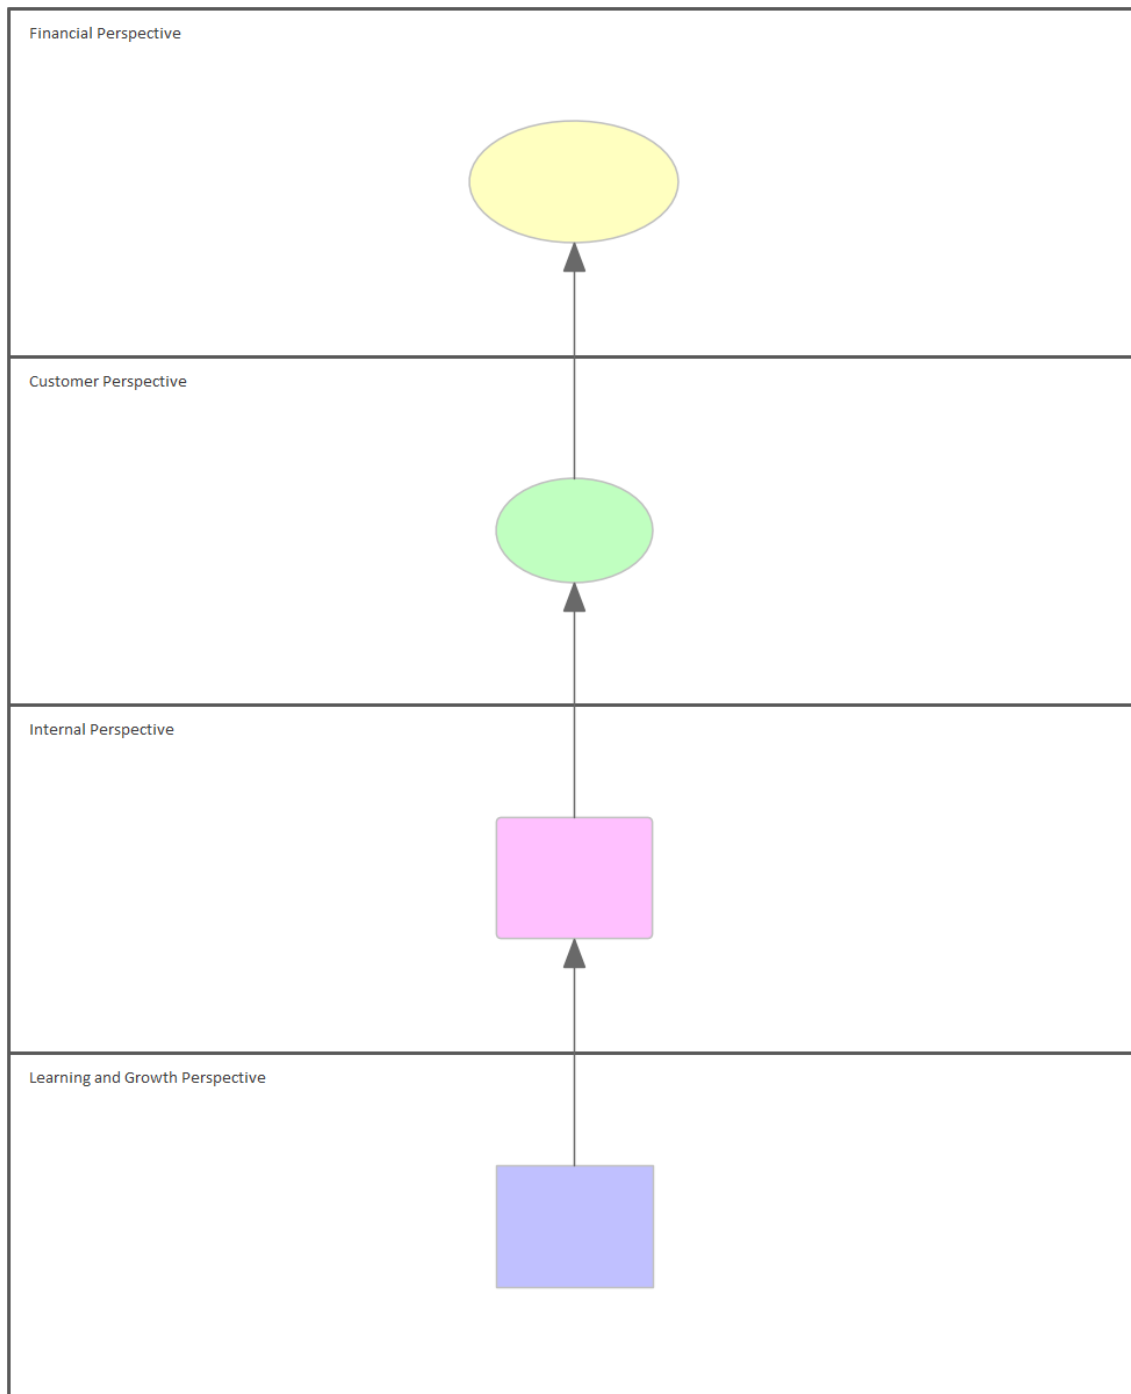 Financial Perspective
Customer Perspective
Internal Perspective
Learning and Growth Perspective